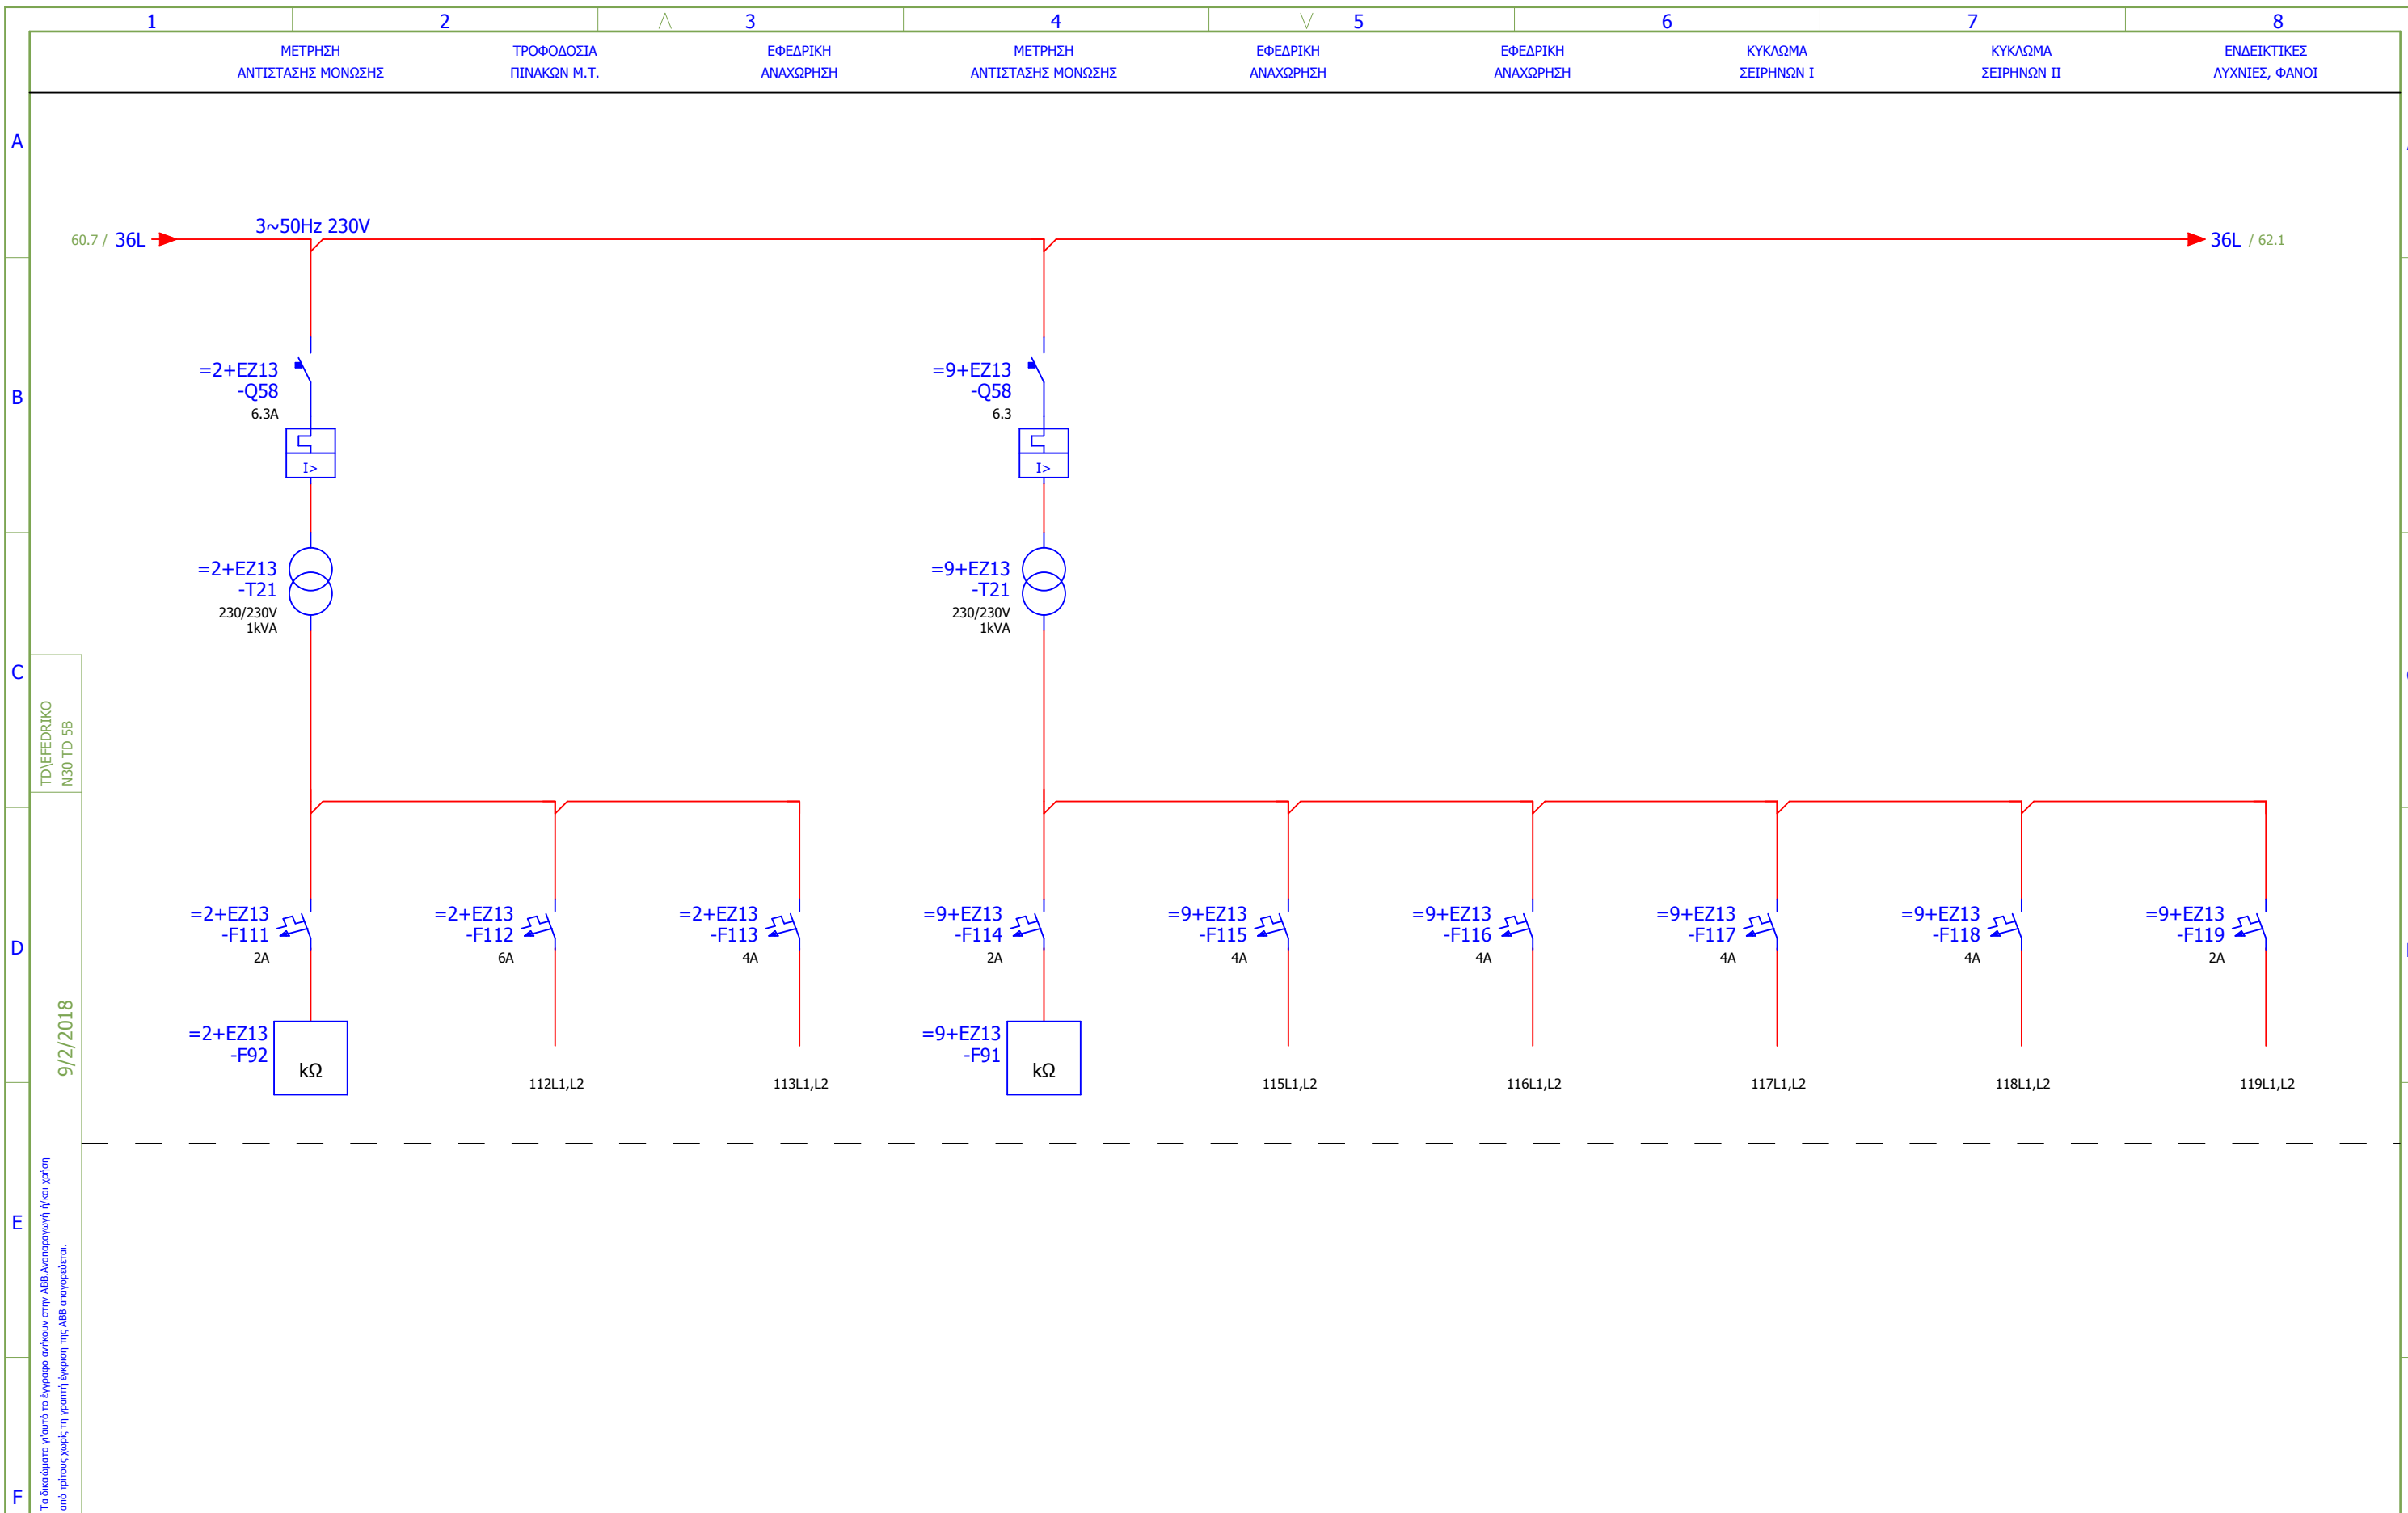 1 2 3 4 5 6 7 8
ΜΕΤΡΗΣΗ
ΑΝΤΙΣΤΑΣΗΣ ΜΟΝΩΣΗΣ
ΤΡΟΦΟΔΟΣΙΑ
ΠΙΝΑΚΩΝ Μ.Τ.
ΕΦΕΔΡΙΚΗ
ΑΝΑΧΩΡΗΣΗ
ΜΕΤΡΗΣΗ
ΑΝΤΙΣΤΑΣΗΣ ΜΟΝΩΣΗΣ
ΕΦΕΔΡΙΚΗ
ΑΝΑΧΩΡΗΣΗ
ΕΦΕΔΡΙΚΗ
ΑΝΑΧΩΡΗΣΗ
ΚΥΚΛΩΜΑ
ΣΕΙΡΗΝΩΝ Ι
ΚΥΚΛΩΜΑ
ΣΕΙΡΗΝΩΝ ΙΙ
ΕΝΔΕΙΚΤΙΚΕΣ
ΛΥΧΝΙΕΣ, ΦΑΝΟΙ
A
3~50Hz 230V
60.7 / 36L
36L / 62.1
B
=2+EZ13
-Q58
6.3A
I>
=9+EZ13
-Q58
6.3
I>
=2+EZ13
-T21
230/230V
1kVA
=9+EZ13
-T21
230/230V
1kVA
C
TD\EFEDRIKO
N30 TD 5B
D
=2+EZ13
-F111
2A
=2+EZ13
-F112
6A
=2+EZ13
-F113
4A
=9+EZ13
-F114
2A
=9+EZ13
-F115
4A
=9+EZ13
-F116
4A
=9+EZ13
-F117
4A
=9+EZ13
-F118
4A
=9+EZ13
-F119
2A
9/2/2018
=2+EZ13
-F92
kΩ
=9+EZ13
-F91
kΩ
112L1,L2
113L1,L2
115L1,L2
116L1,L2
117L1,L2
118L1,L2
119L1,L2
E
Τα δικαιώματα γι'αυτό το έγγραφο ανήκουν στην ABB.Αναπαραγωγή ή/και χρήση
από τρίτους χωρίς τη γραπτή έγκριση της ABB απαγορεύεται.
F